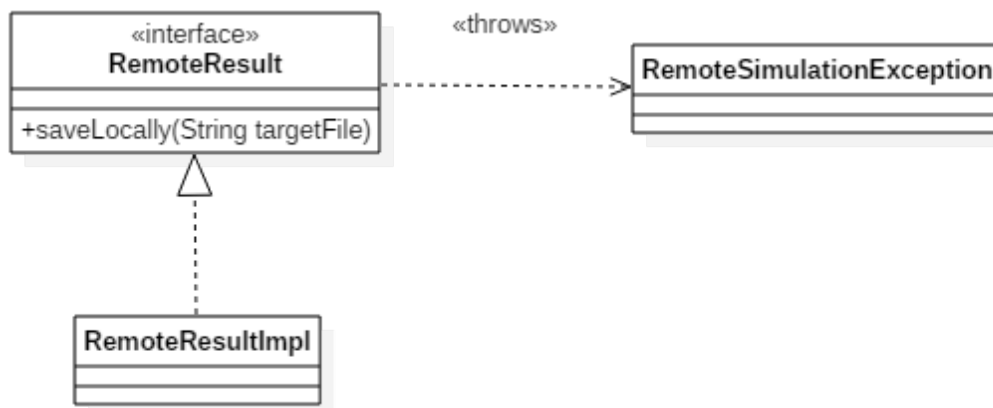 «interface»
RemoteResult
+saveLocally(String targetFile)
«throws»
RemoteSimulationException
RemoteResultImpl